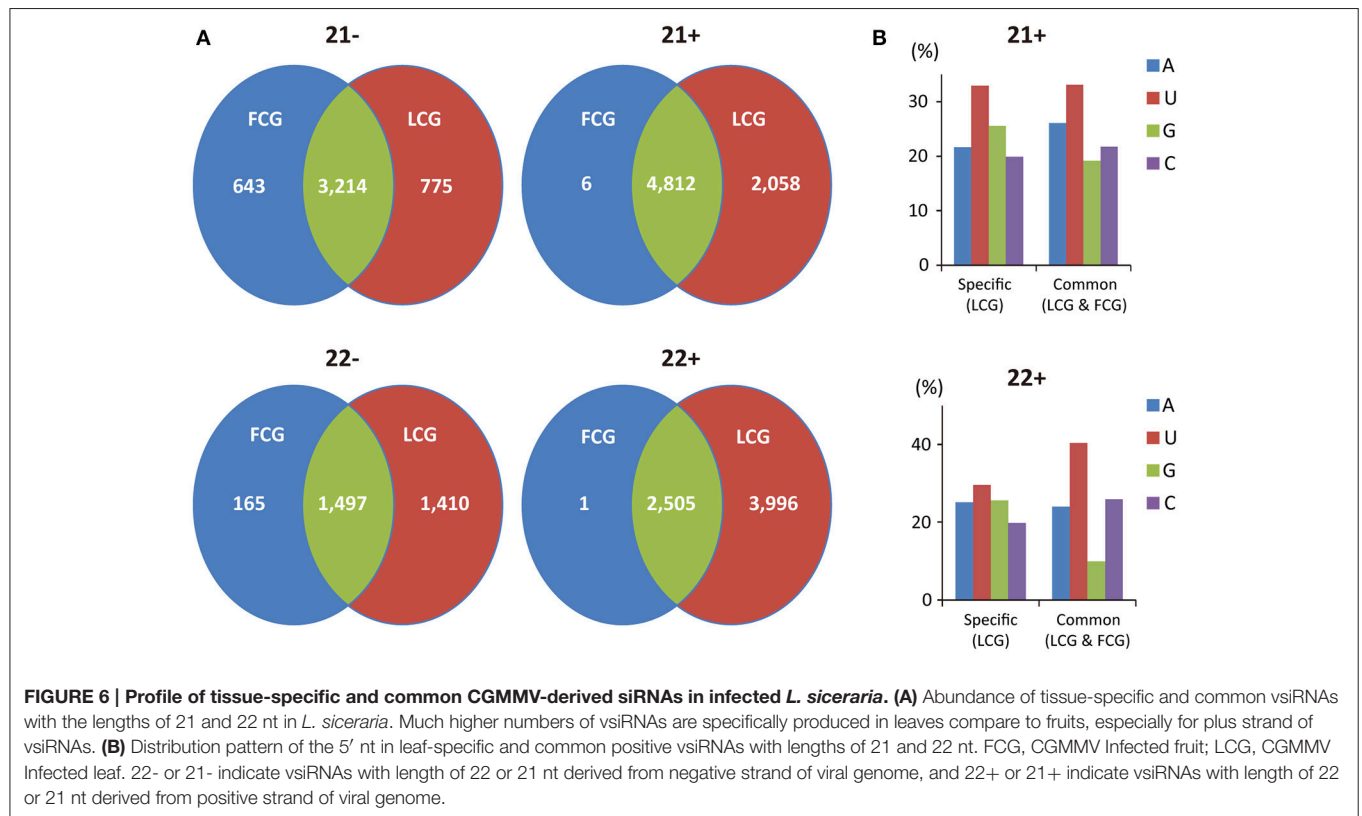 A
21-
FCG
LCG
643
3,214
775
21+
FCG
LCG
6
4,812
2,058
22-
FCG
LCG
165
1,497
1,410
22+
FCG
LCG
1
2,505
3,996
B
21+
(%)
30
20
10
0
Specific
(LCG)
Common
(LCG & FCG)
A
U
G
C
22+
(%)
40
20
0
Specific
(LCG)
Common
(LCG & FCG)
A
U
G
C
FIGURE 6 | Profile of tissue-specific and common CGMMV-derived siRNAs in infected L. siceraria. (A) Abundance of tissue-specific and common vsiRNAs
with the lengths of 21 and 22 nt in L. siceraria. Much higher numbers of vsiRNAs are specifically produced in leaves compare to fruits, especially for plus strand of
vsiRNAs. (B) Distribution pattern of the 5′ nt in leaf-specific and common positive vsiRNAs with lengths of 21 and 22 nt. FCG, CGMMV Infected fruit; LCG, CGMMV
Infected leaf. 22- or 21- indicate vsiRNAs with length of 22 or 21 nt derived from negative strand of viral genome, and 22+ or 21+ indicate vsiRNAs with length of 22
or 21 nt derived from positive strand of viral genome.